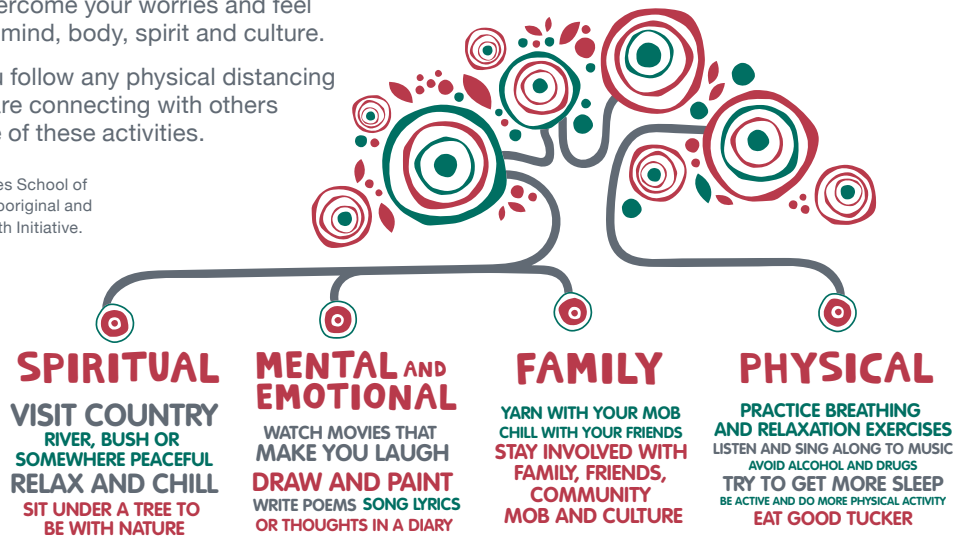 vercome your worries and feel
mind, body, spirit and culture.
u follow any physical distancing
are connecting with others
e of these activities.
es School of
boriginal and
th Initiative.
SPIRITUAL
VISIT COUNTRY
RIVER, BUSH OR
SOMEWHERE PEACEFUL
RELAX AND CHILL
SIT UNDER A TREE TO
BE WITH NATURE
MENTAL AND
EMOTIONAL
WATCH MOVIES THAT
MAKE YOU LAUGH
DRAW AND PAINT
WRITE POEMS SONG LYRICS
OR THOUGHTS IN A DIARY
FAMILY
YARN WITH YOUR MOB
CHILL WITH YOUR FRIENDS
STAY INVOLVED WITH
FAMILY, FRIENDS,
COMMUNITY
MOB AND CULTURE
PHYSICAL
PRACTICE BREATHING
AND RELAXATION EXERCISES
LISTEN AND SING ALONG TO MUSIC
AVOID ALCOHOL AND DRUGS
TRY TO GET MORE SLEEP
BE ACTIVE AND DO MORE PHYSICAL ACTIVITY
EAT GOOD TUCKER